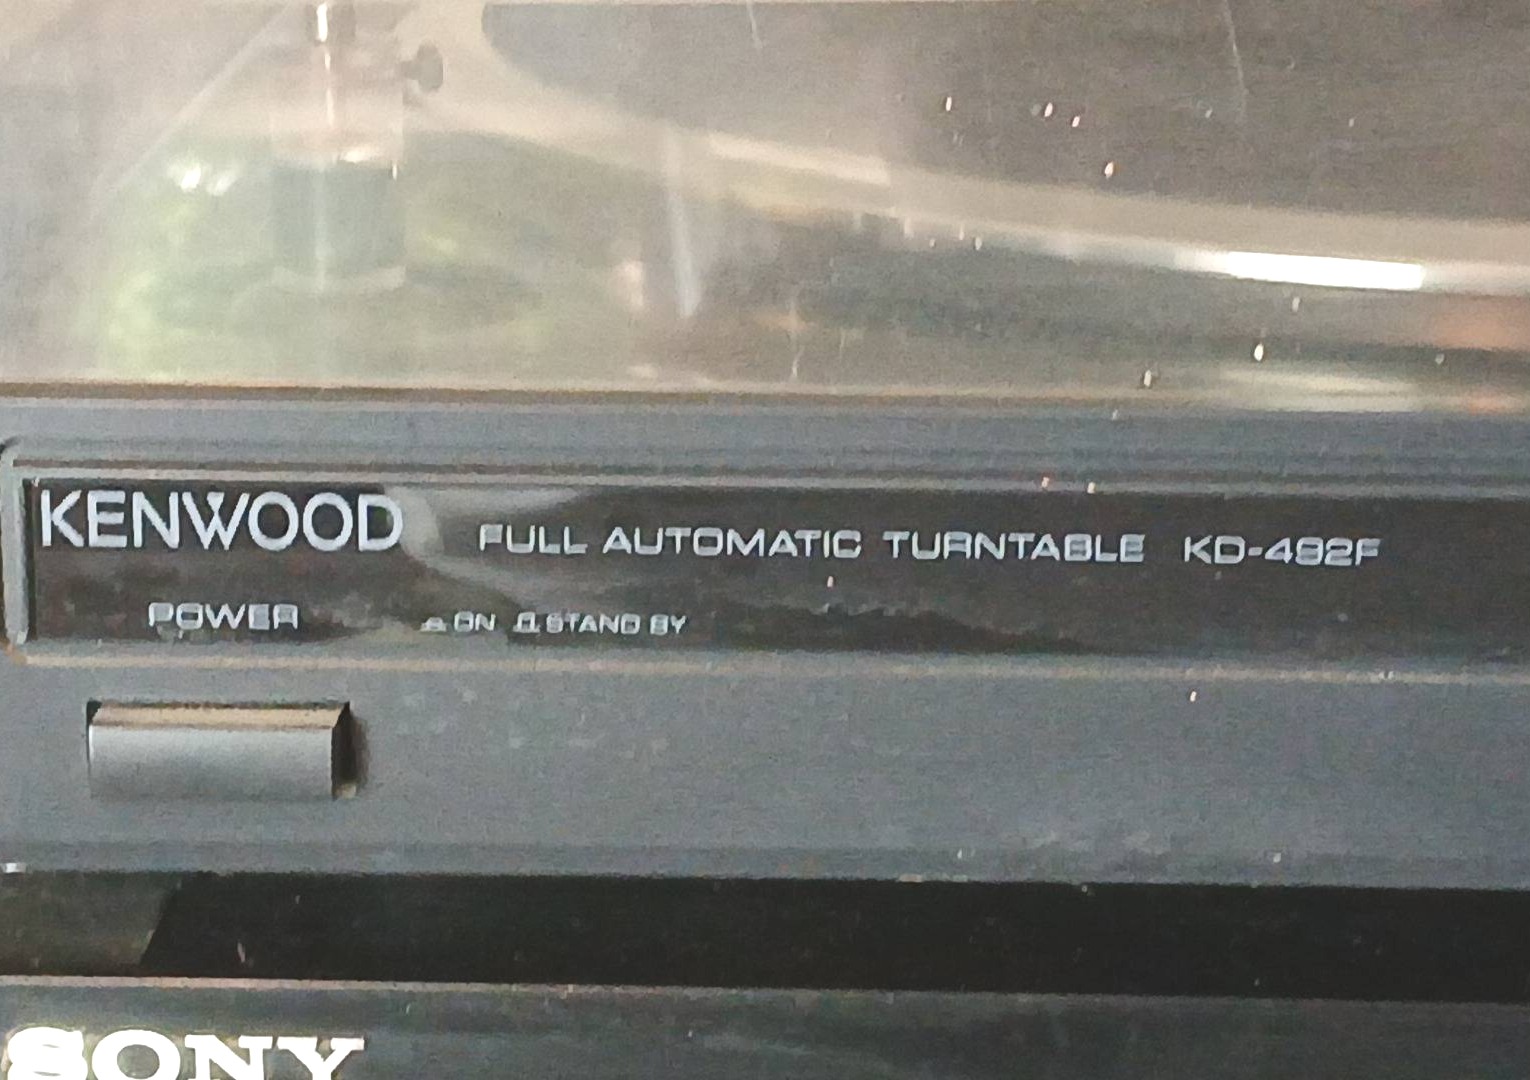 KENWOOD FULL AUTOMATIC TURNTABLE KD-492F
POWER ON STAND BY
SONY